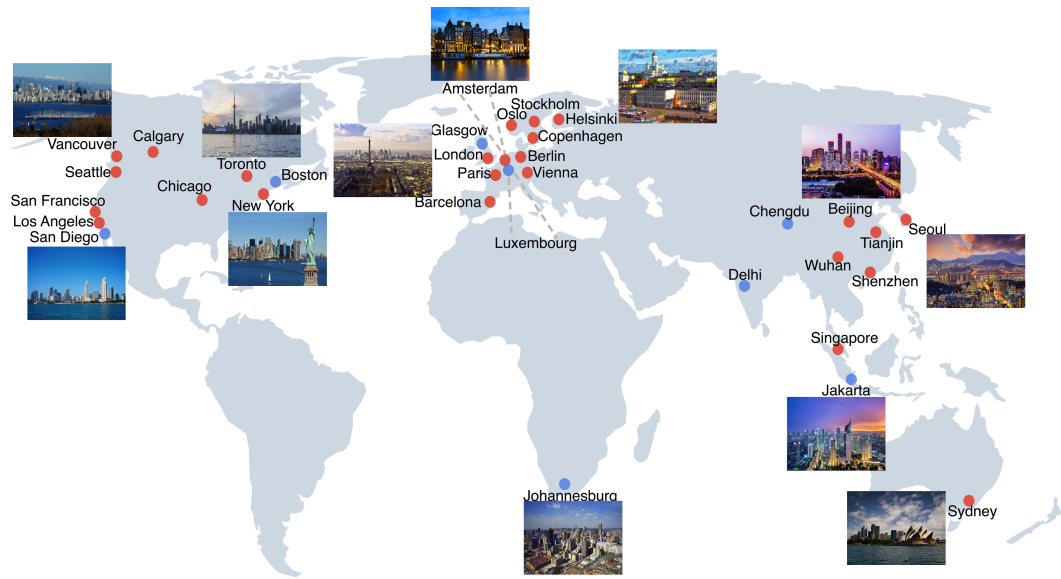 Amsterdam
Stockholm
Oslo
Helsinki
Glasgow
Copenhagen
London
Berlin
Paris
Vienna
Barcelona
Luxembourg
Vancouver
Calgary
Seattle
Toronto
Boston
Chicago
New York
San Francisco
Los Angeles
San Diego
Chengdu
Beijing
Seoul
Tianjin
Wuhan
Shenzhen
Delhi
Singapore
Jakarta
Johannesburg
Sydney